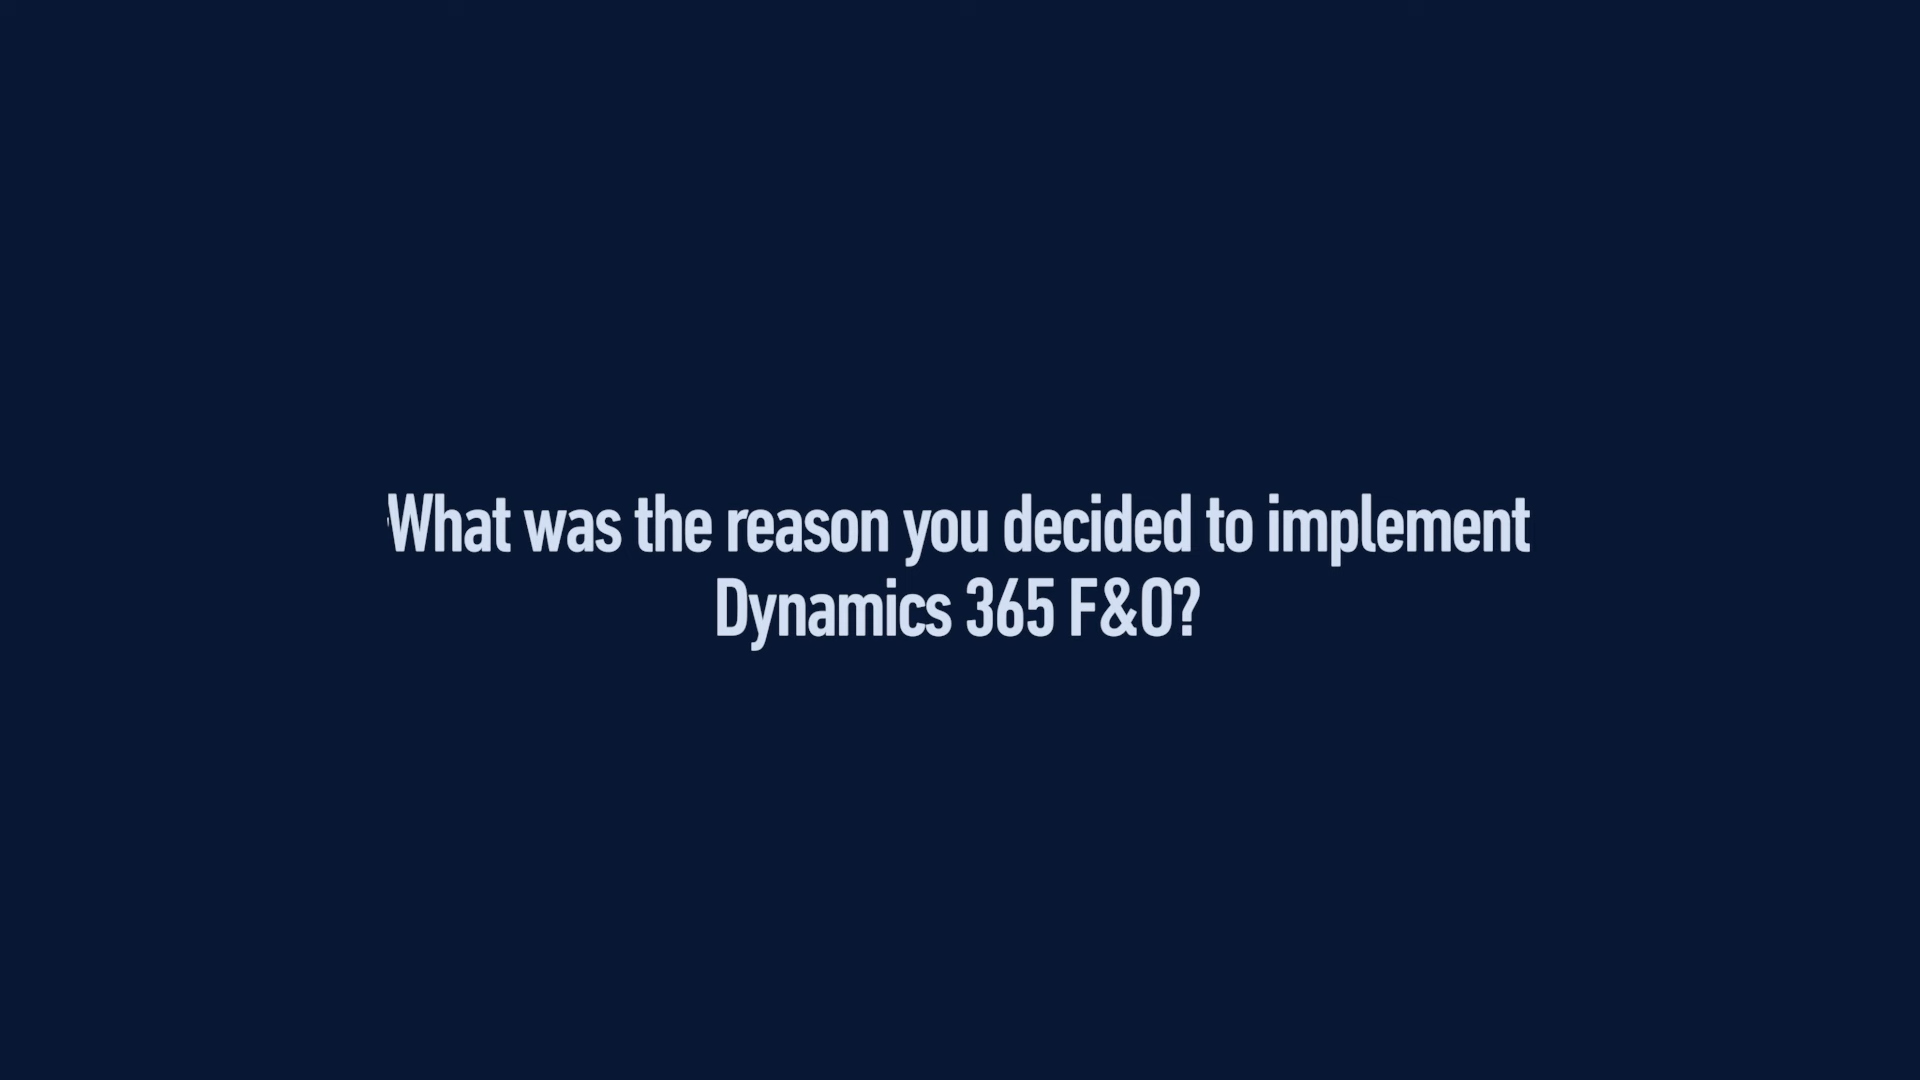 What was the reason you decided to implement
Dynamics 365 F&O?